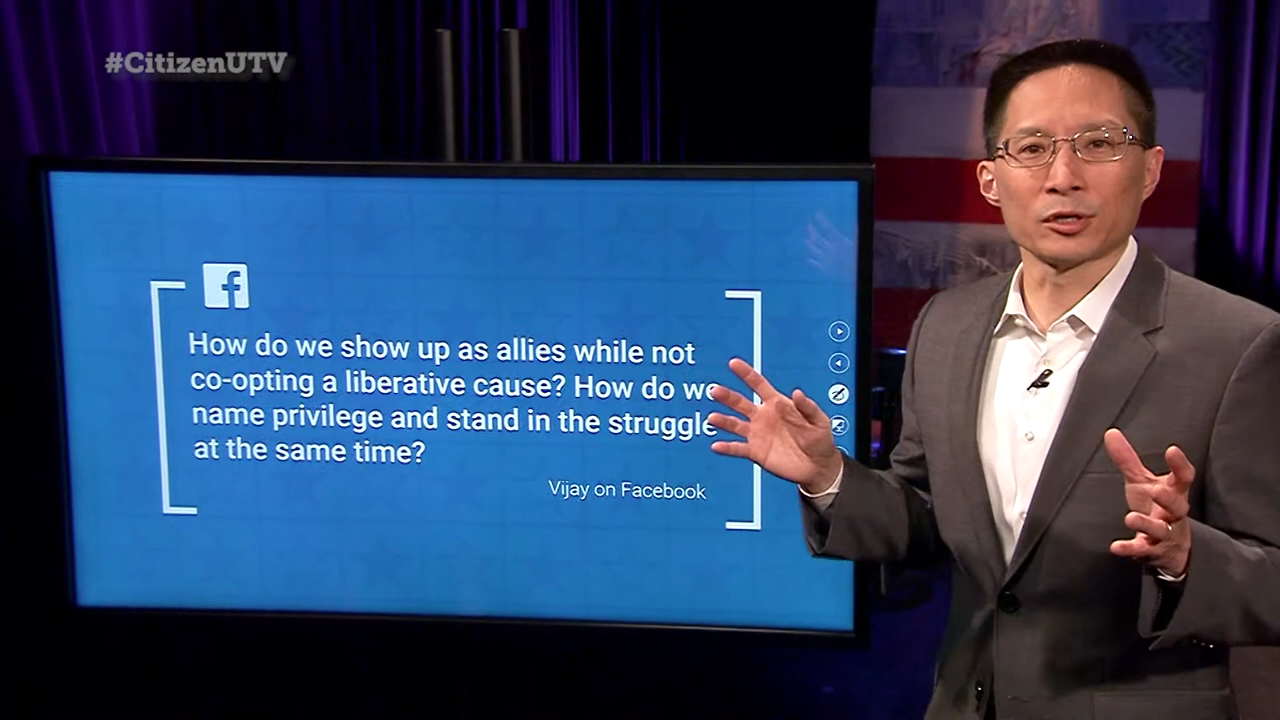 #CitizenUTV
How do we show up as allies while not
co-opting a liberative cause? How do we
name privilege and stand in the struggle
at the same time?
Vijay on Facebook